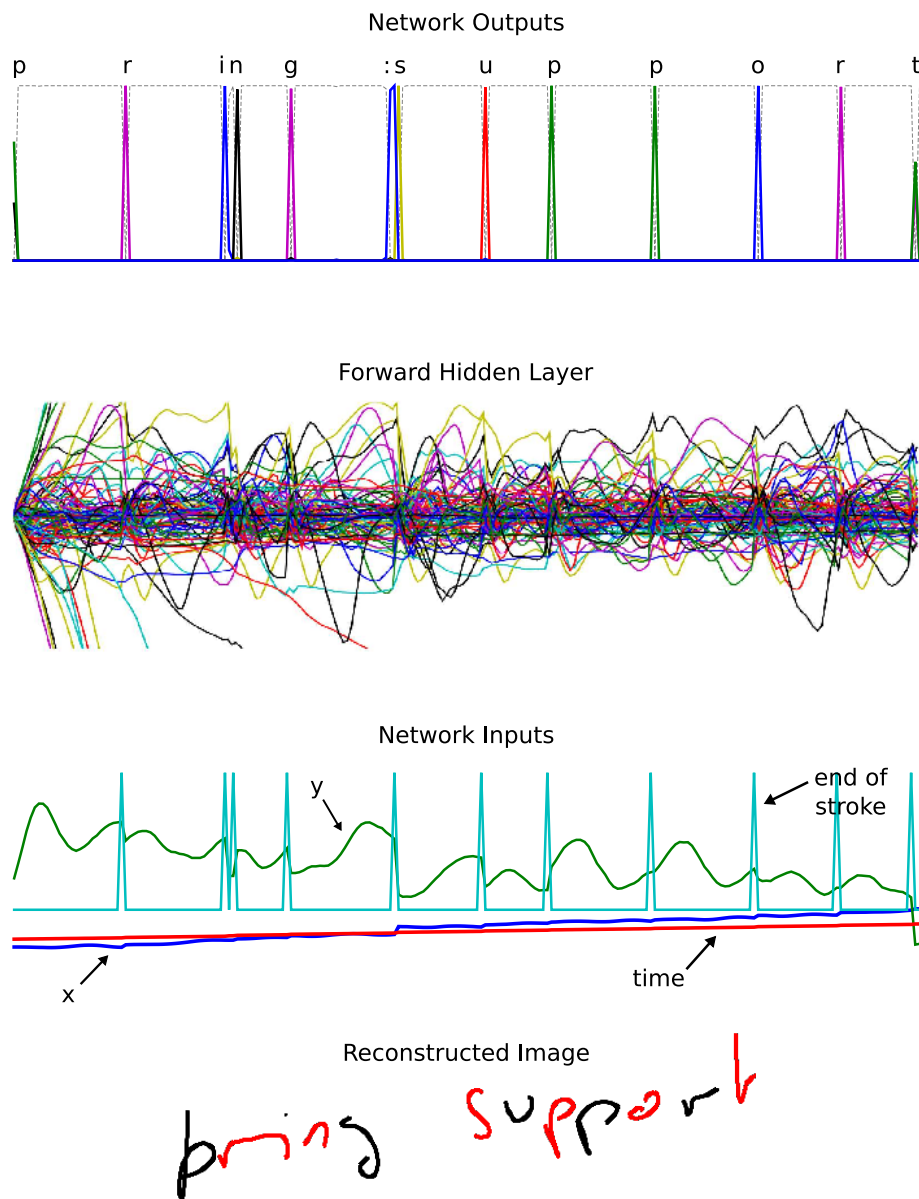 Network Outputs
p r i n g : s u p p o r t
Forward Hidden Layer
Network Inputs
y
end of
stroke
x
time
Reconstructed Image
bring support